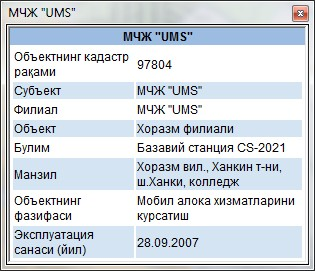 МЧЖ "UMS"
МЧЖ "UMS"
Объектнинг кадастр
рақами
97804
Субъект
МЧЖ "UMS"
Филиал
МЧЖ "UMS"
Объект
Хоразм филиали
Булим
Базавий станция CS-2021
Манзил
Хоразм вил., Ханкин т-ни,
ш.Ханки, колледж
Объектнинг
фазифаси
Мобил алока хизматларини
курсатиш
Эксплуатация
санаси (йил)
28.09.2007